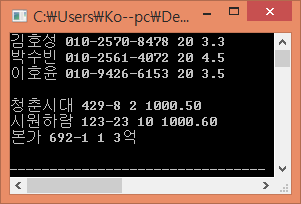 C:₩Users₩Ko--pc₩De...
김호성 010-2570-8478 20 3.3
박수빈 010-2561-4072 20 4.5
이호윤 010-9426-6153 20 3.5
청춘시대 429-8 2 1000.50
시원하람 123-23 10 1000.60
본가 692-1 1 3억
--------------------------------